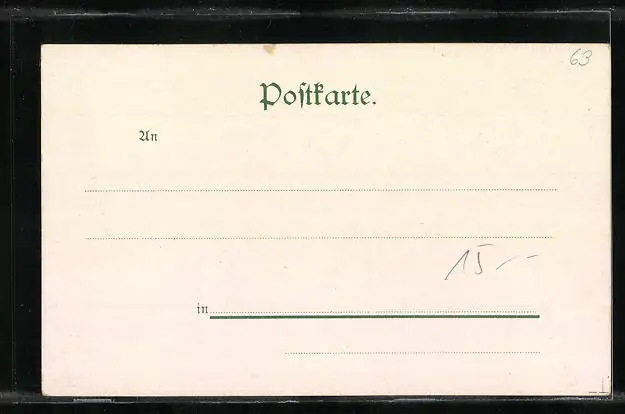 63
Poſtkarte.
An
15.--
in